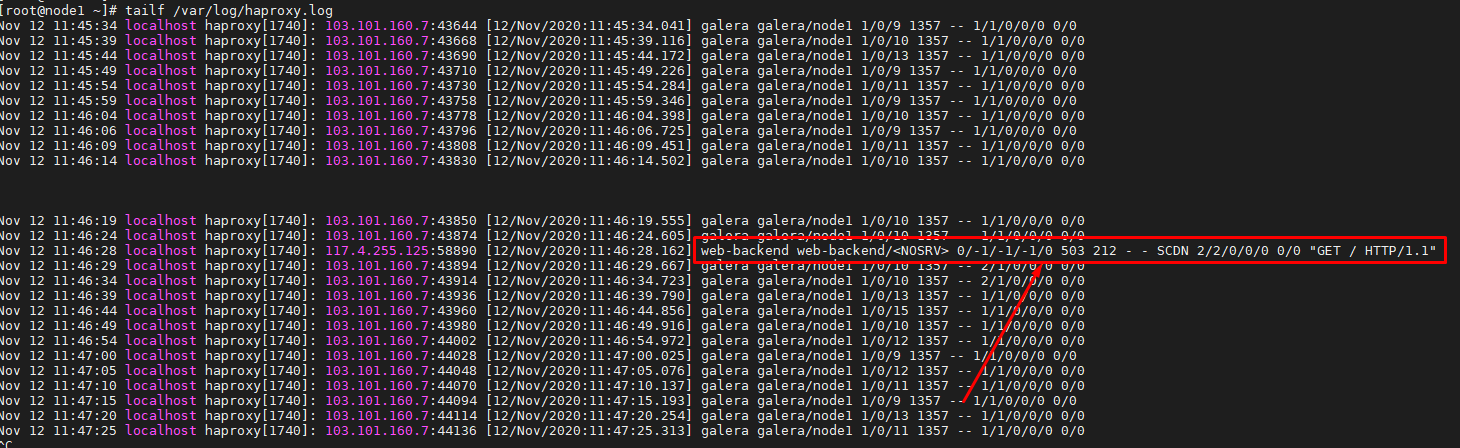 [root@node1 ~]# tailf /var/log/haproxy.log
Nov 12 11:45:34 localhost haproxy[1740]: 103.101.160.7:43644 [12/Nov/2020:11:45:34.041] galera galera/node1 1/0/9 1357 -- 1/1/0/0/0 0/0
Nov 12 11:45:39 localhost haproxy[1740]: 103.101.160.7:43668 [12/Nov/2020:11:45:39.116] galera galera/node1 1/0/10 1357 -- 1/1/0/0/0 0/0
Nov 12 11:45:44 localhost haproxy[1740]: 103.101.160.7:43690 [12/Nov/2020:11:45:44.172] galera galera/node1 1/0/13 1357 -- 1/1/0/0/0 0/0
Nov 12 11:45:49 localhost haproxy[1740]: 103.101.160.7:43710 [12/Nov/2020:11:45:49.226] galera galera/node1 1/0/9 1357 -- 1/1/0/0/0 0/0
Nov 12 11:45:54 localhost haproxy[1740]: 103.101.160.7:43730 [12/Nov/2020:11:45:54.284] galera galera/node1 1/0/11 1357 -- 1/1/0/0/0 0/0
Nov 12 11:45:59 localhost haproxy[1740]: 103.101.160.7:43758 [12/Nov/2020:11:45:59.346] galera galera/node1 1/0/9 1357 -- 1/1/0/0/0 0/0
Nov 12 11:46:04 localhost haproxy[1740]: 103.101.160.7:43778 [12/Nov/2020:11:46:04.398] galera galera/node1 1/0/10 1357 -- 1/1/0/0/0 0/0
Nov 12 11:46:06 localhost haproxy[1740]: 103.101.160.7:43796 [12/Nov/2020:11:46:06.725] galera galera/node1 1/0/9 1357 -- 1/1/0/0/0 0/0
Nov 12 11:46:09 localhost haproxy[1740]: 103.101.160.7:43808 [12/Nov/2020:11:46:09.451] galera galera/node1 1/0/11 1357 -- 1/1/0/0/0 0/0
Nov 12 11:46:14 localhost haproxy[1740]: 103.101.160.7:43830 [12/Nov/2020:11:46:14.502] galera galera/node1 1/0/10 1357 -- 1/1/0/0/0 0/0
Nov 12 11:46:19 localhost haproxy[1740]: 103.101.160.7:43850 [12/Nov/2020:11:46:19.555] galera galera/node1 1/0/10 1357 -- 1/1/0/0/0 0/0
Nov 12 11:46:24 localhost haproxy[1740]: 103.101.160.7:43874 [12/Nov/2020:11:46:24.605] galera galera/node1 1/0/10 1357 -- 1/1/0/0/0 0/0
Nov 12 11:46:28 localhost haproxy[1740]: 117.4.255.125:58890 [12/Nov/2020:11:46:28.162] web-backend web-backend/<NOSRV> 0/-1/-1/-1/0 503 212 - - SCDN 2/2/0/0/0 0/0 "GET / HTTP/1.1"
Nov 12 11:46:29 localhost haproxy[1740]: 103.101.160.7:43894 [12/Nov/2020:11:46:29.667] galera galera/node1 1/0/10 1357 -- 2/1/0/0/0 0/0
Nov 12 11:46:34 localhost haproxy[1740]: 103.101.160.7:43914 [12/Nov/2020:11:46:34.723] galera galera/node1 1/0/10 1357 -- 2/1/0/0/0 0/0
Nov 12 11:46:39 localhost haproxy[1740]: 103.101.160.7:43936 [12/Nov/2020:11:46:39.790] galera galera/node1 1/0/13 1357 -- 1/1/0/0/0 0/0
Nov 12 11:46:44 localhost haproxy[1740]: 103.101.160.7:43960 [12/Nov/2020:11:46:44.856] galera galera/node1 1/0/15 1357 -- 1/1/0/0/0 0/0
Nov 12 11:46:49 localhost haproxy[1740]: 103.101.160.7:43980 [12/Nov/2020:11:46:49.916] galera galera/node1 1/0/10 1357 -- 1/1/0/0/0 0/0
Nov 12 11:46:54 localhost haproxy[1740]: 103.101.160.7:44002 [12/Nov/2020:11:46:54.972] galera galera/node1 1/0/12 1357 -- 1/1/0/0/0 0/0
Nov 12 11:47:00 localhost haproxy[1740]: 103.101.160.7:44028 [12/Nov/2020:11:47:00.025] galera galera/node1 1/0/9 1357 -- 1/1/0/0/0 0/0
Nov 12 11:47:05 localhost haproxy[1740]: 103.101.160.7:44048 [12/Nov/2020:11:47:05.076] galera galera/node1 1/0/12 1357 -- 1/1/0/0/0 0/0
Nov 12 11:47:10 localhost haproxy[1740]: 103.101.160.7:44070 [12/Nov/2020:11:47:10.137] galera galera/node1 1/0/11 1357 -- 1/1/0/0/0 0/0
Nov 12 11:47:15 localhost haproxy[1740]: 103.101.160.7:44094 [12/Nov/2020:11:47:15.193] galera galera/node1 1/0/9 1357 -- 1/1/0/0/0 0/0
Nov 12 11:47:20 localhost haproxy[1740]: 103.101.160.7:44114 [12/Nov/2020:11:47:20.254] galera galera/node1 1/0/13 1357 -- 1/1/0/0/0 0/0
Nov 12 11:47:25 localhost haproxy[1740]: 103.101.160.7:44136 [12/Nov/2020:11:47:25.313] galera galera/node1 1/0/11 1357 -- 1/1/0/0/0 0/0
^C